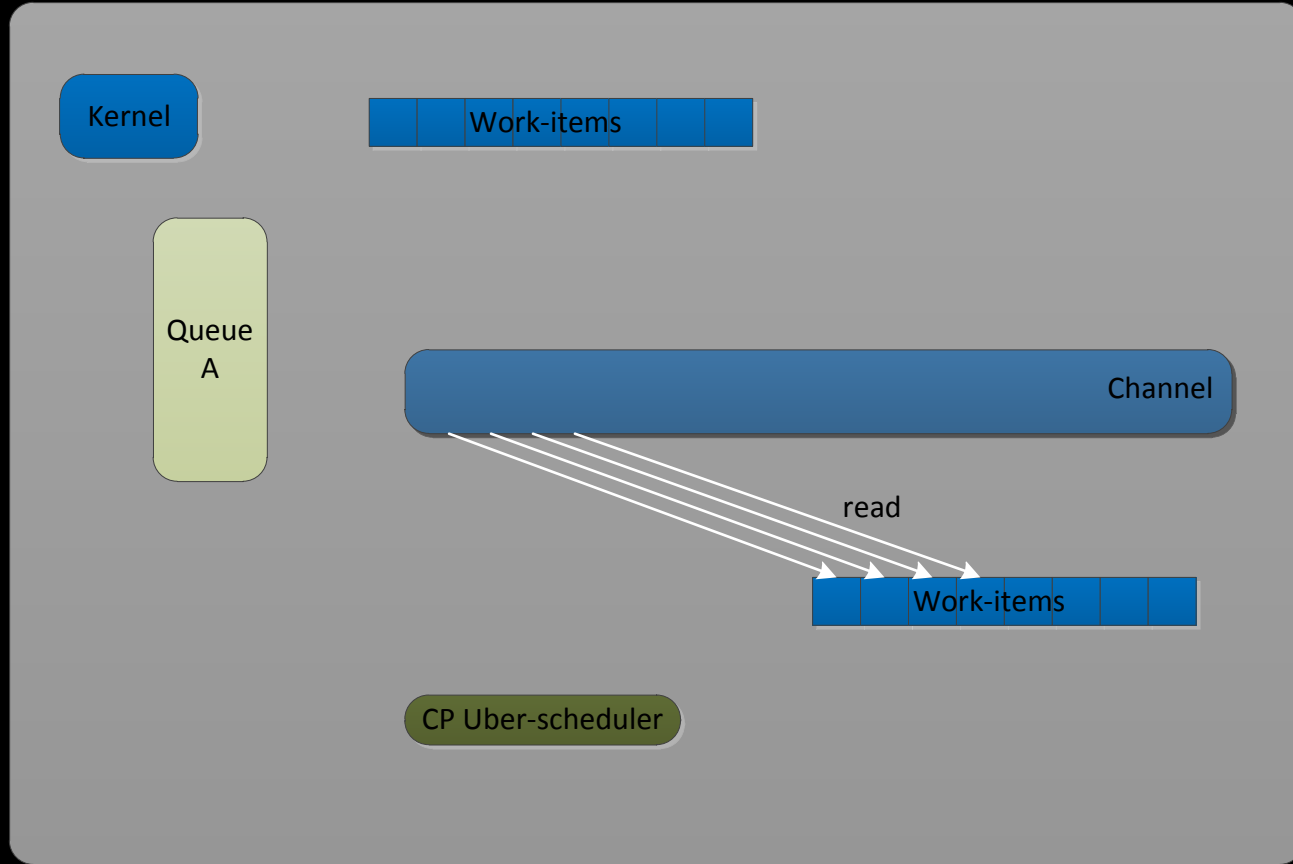 Kernel
Work-items
Queue
A
Channel
read
Work-items
CP Uber-scheduler